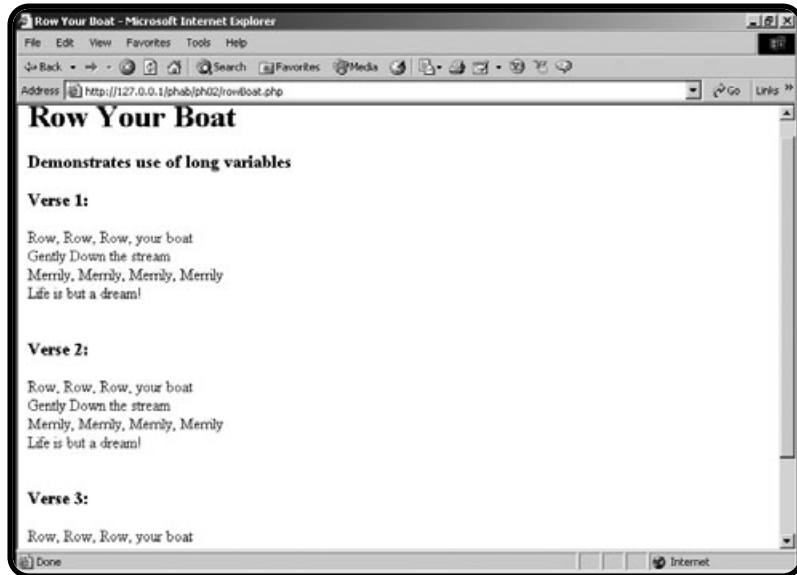 Row Your Boat - Microsoft Internet Explorer
File Edit View Favorites Tools Help
Back Search Favorites Media
Address http://127.0.0.1/phab/ph02/rowBoat.php Go Links »
Row Your Boat
Demonstrates use of long variables
Verse 1:
Row, Row, Row, your boat
Gently Down the stream
Merrily, Merrily, Merrily, Merrily
Life is but a dream!
Verse 2:
Row, Row, Row, your boat
Gently Down the stream
Merrily, Merrily, Merrily, Merrily
Life is but a dream!
Verse 3:
Row, Row, Row, your boat
Done Internet